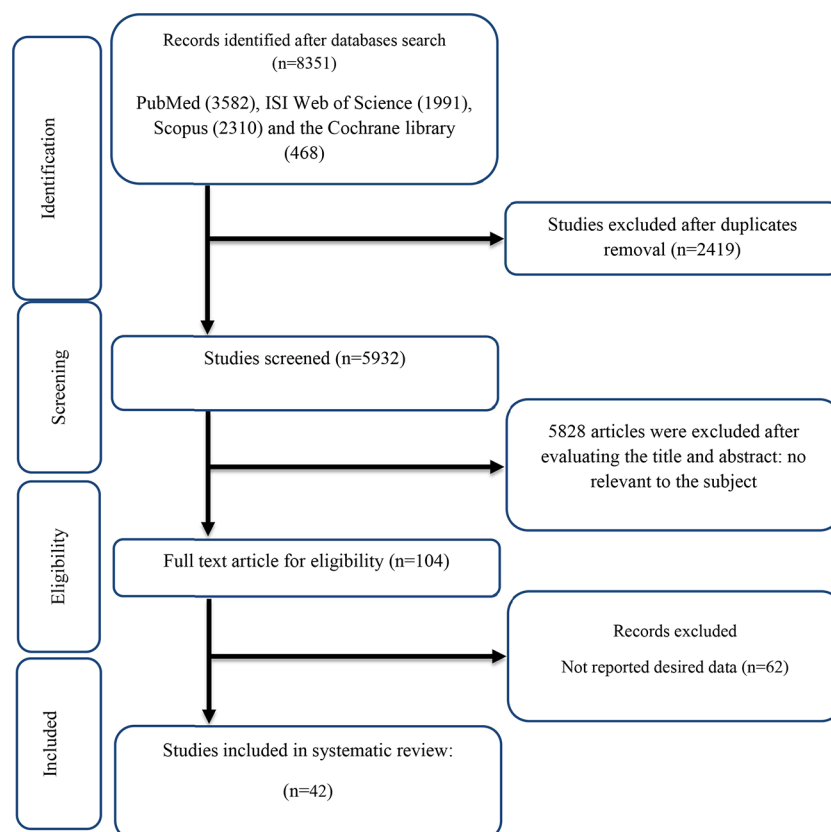 Identification
Records identified after databases search
(n=8351)
PubMed (3582), ISI Web of Science (1991),
Scopus (2310) and the Cochrane library
(468)
Studies excluded after duplicates
removal (n=2419)
Screening
Studies screened (n=5932)
5828 articles were excluded after
evaluating the title and abstract: no
relevant to the subject
Eligibility
Full text article for eligibility (n=104)
Records excluded
Not reported desired data (n=62)
Included
Studies included in systematic review:
(n=42)